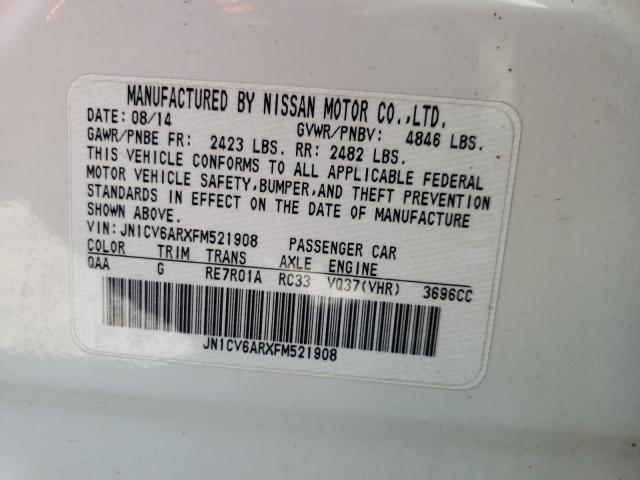 MANUFACTURED BY NISSAN MOTOR CO.,LTD.
DATE: 08/14 GVWR/PNBV: 4846 LBS.
GAWR/PNBE FR: 2423 LBS. RR: 2482 LBS.
THIS VEHICLE CONFORMS TO ALL APPLICABLE FEDERAL
MOTOR VEHICLE SAFETY,BUMPER,AND THEFT PREVENTION
STANDARDS IN EFFECT ON THE DATE OF MANUFACTURE
SHOWN ABOVE.
VIN: JN1CV6ARXFM521908 PASSENGER CAR
COLOR TRIM TRANS AXLE ENGINE
QAA G RE7R01A RC33 VQ37(VHR) 3696CC
JN1CV6ARXFM521908